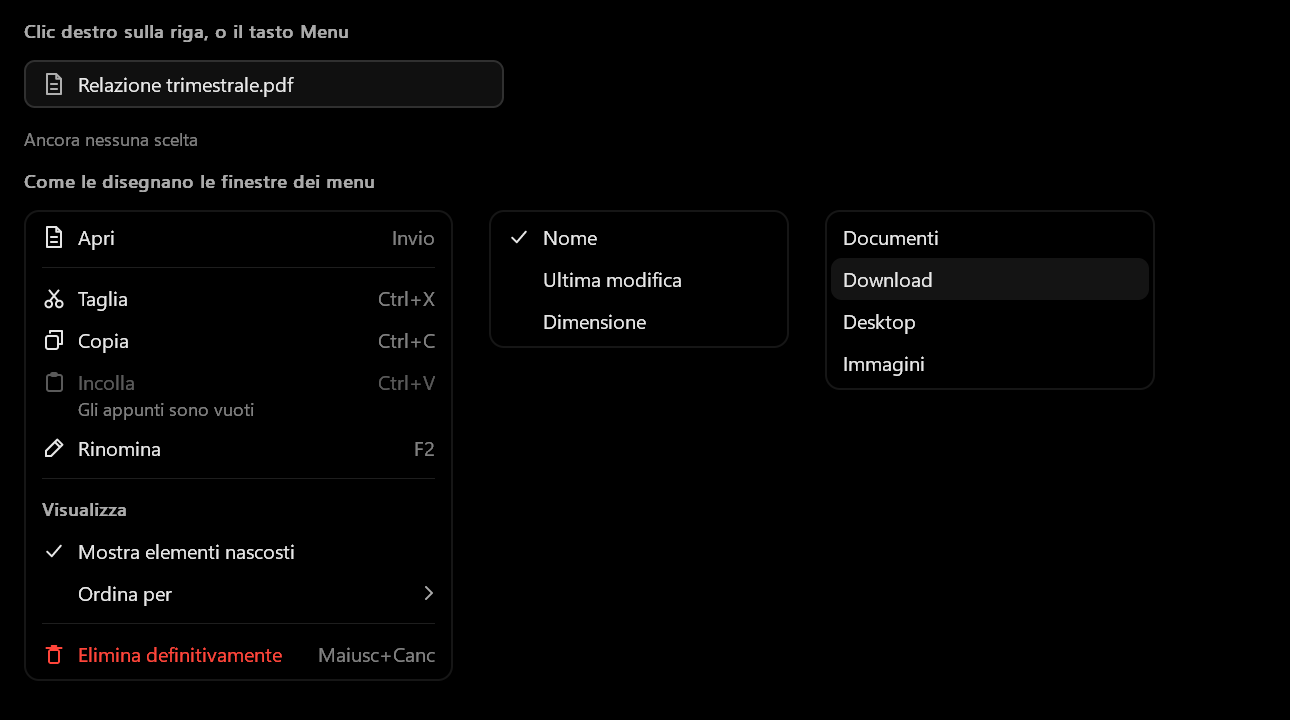 Clic destro sulla riga, o il tasto Menu
Relazione trimestrale.pdf
Ancora nessuna scelta
Come le disegnano le finestre dei menu
Apri Invio
Taglia Ctrl+X
Copia Ctrl+C
Incolla Ctrl+V
Gli appunti sono vuoti
Rinomina F2
Visualizza
Mostra elementi nascosti
Ordina per
Elimina definitivamente Maiusc+Canc
Nome
Ultima modifica
Dimensione
Documenti
Download
Desktop
Immagini